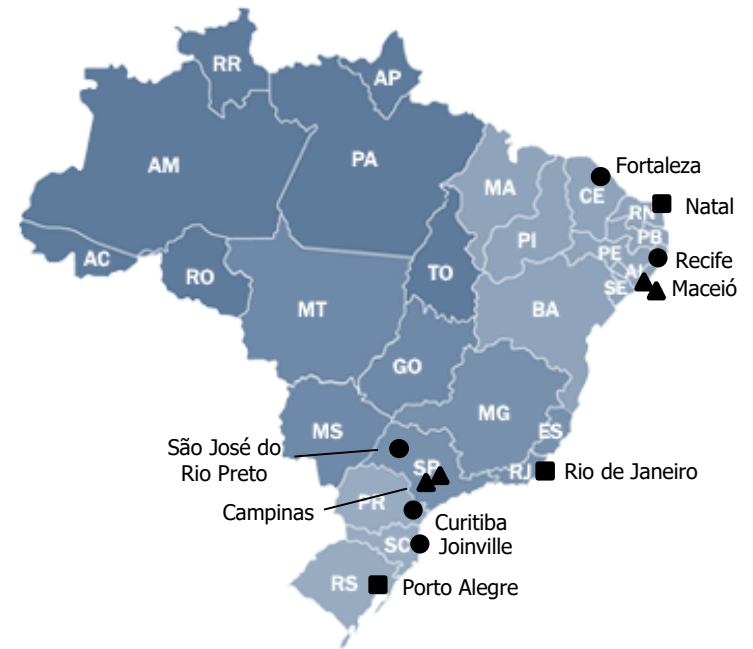 RR
AP
AM
PA
Fortaleza
MA
CE
Natal
RN
PI
PB
PE
Recife
AC
TO
AL
RO
SE
Maceió
MT
BA
GO
MG
MS
ES
São José do
Rio Preto
SP
RJ
Rio de Janeiro
PR
Campinas
Curitiba
SC
Joinville
RS
Porto Alegre